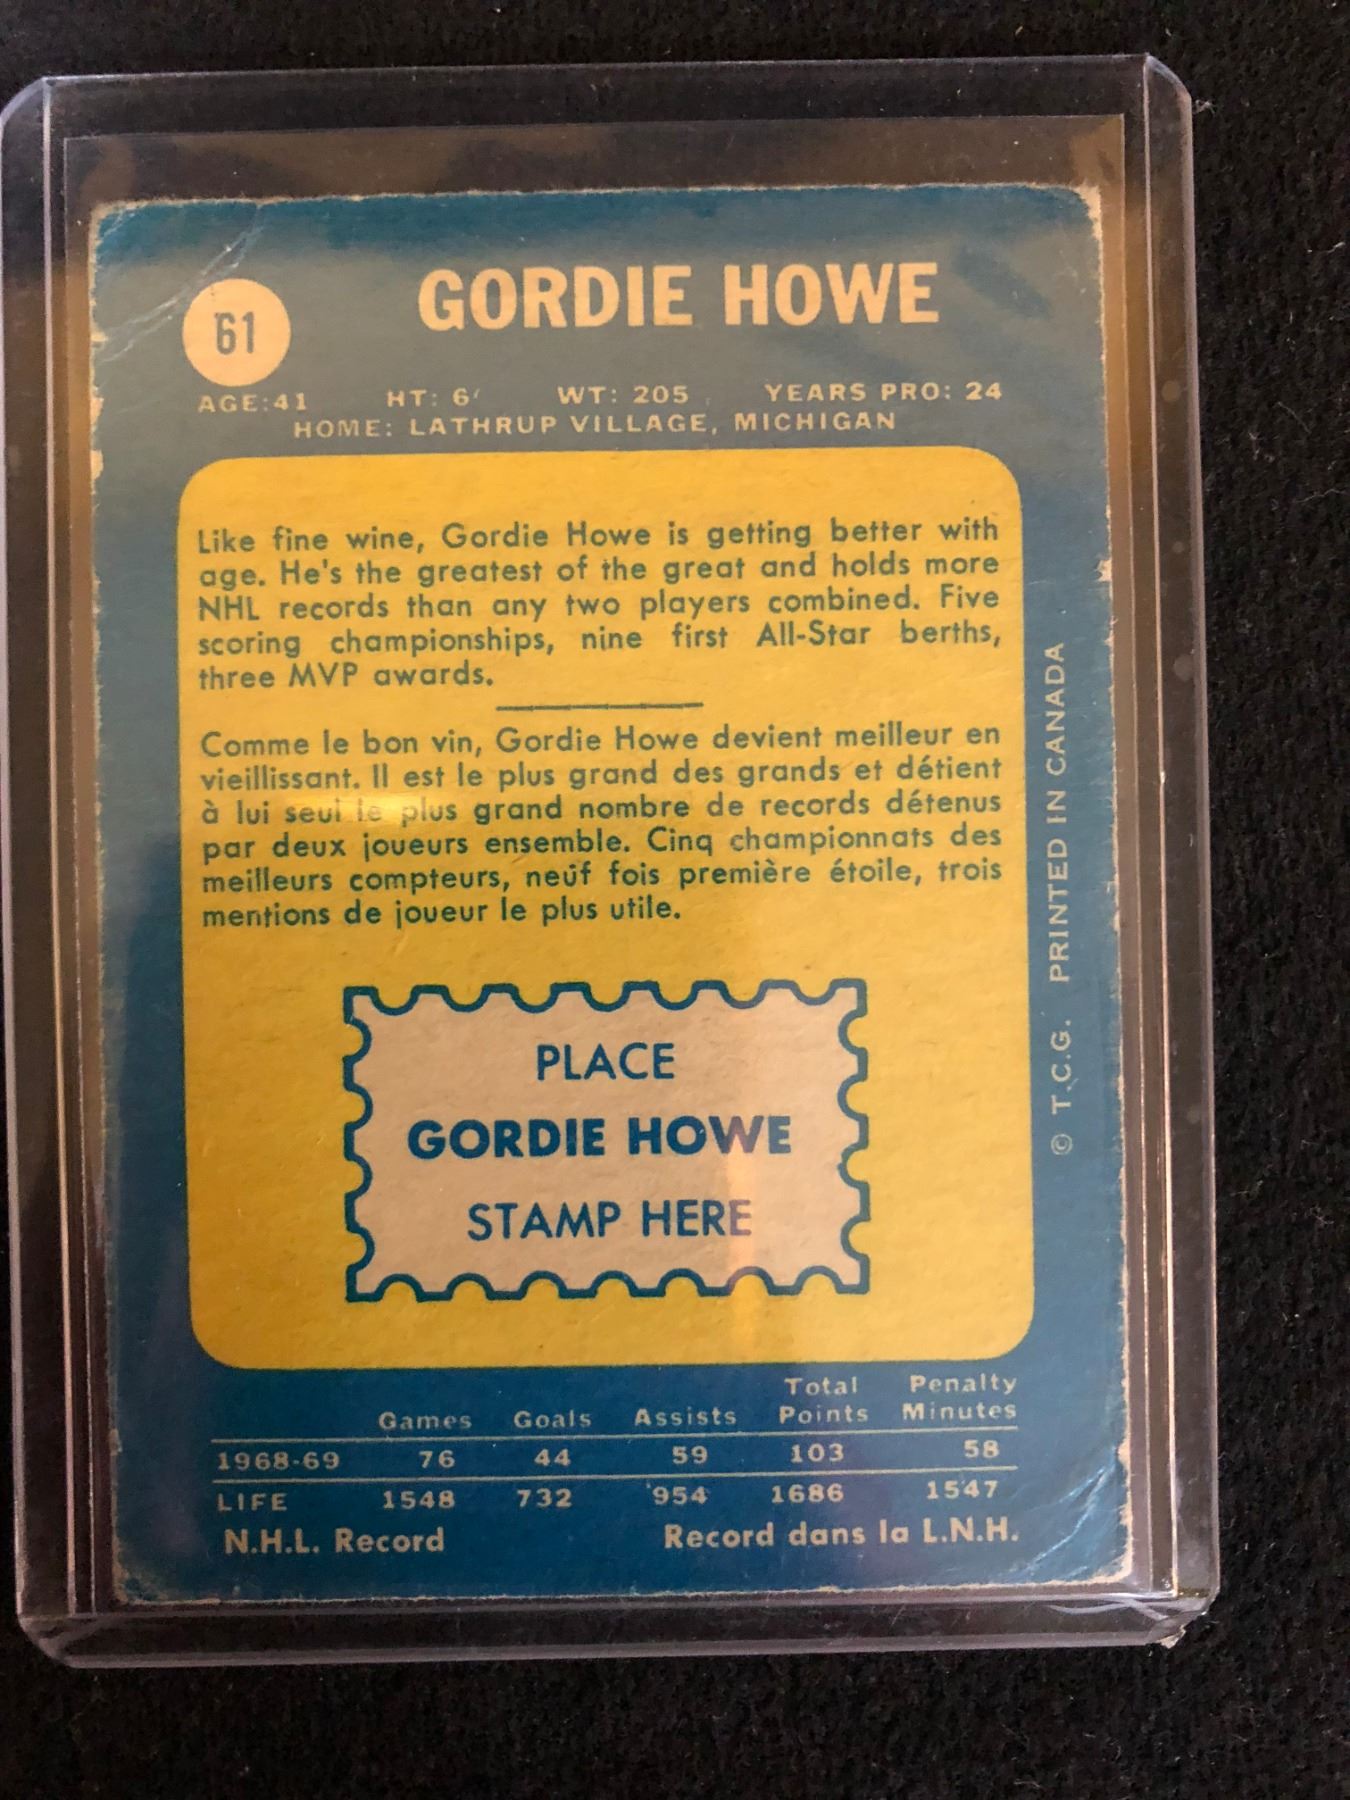 61
GORDIE HOWE
AGE:41 HT: 6′ WT: 205 YEARS PRO: 24
HOME: LATHRUP VILLAGE, MICHIGAN
Like fine wine, Gordie Howe is getting better with
age. He's the greatest of the great and holds more
NHL records than any two players combined. Five
scoring championships, nine first All-Star berths,
three MVP awards.
Comme le bon vin, Gordie Howe devient meilleur en
vieillissant. Il est le plus grand des grands et détient
à lui seul le plus grand nombre de records détenus
par deux joueurs ensemble. Cinq championnats des
meilleurs compteurs, neuf fois première étoile, trois
mentions de joueur le plus utile.
PLACE
GORDIE HOWE
STAMP HERE
© T.C.G. PRINTED IN CANADA
Total Penalty
Games Goals Assists Points Minutes
1968-69 76 44 59 103 58
LIFE 1548 732 954 1686 1547
N.H.L. Record Record dans la L.N.H.